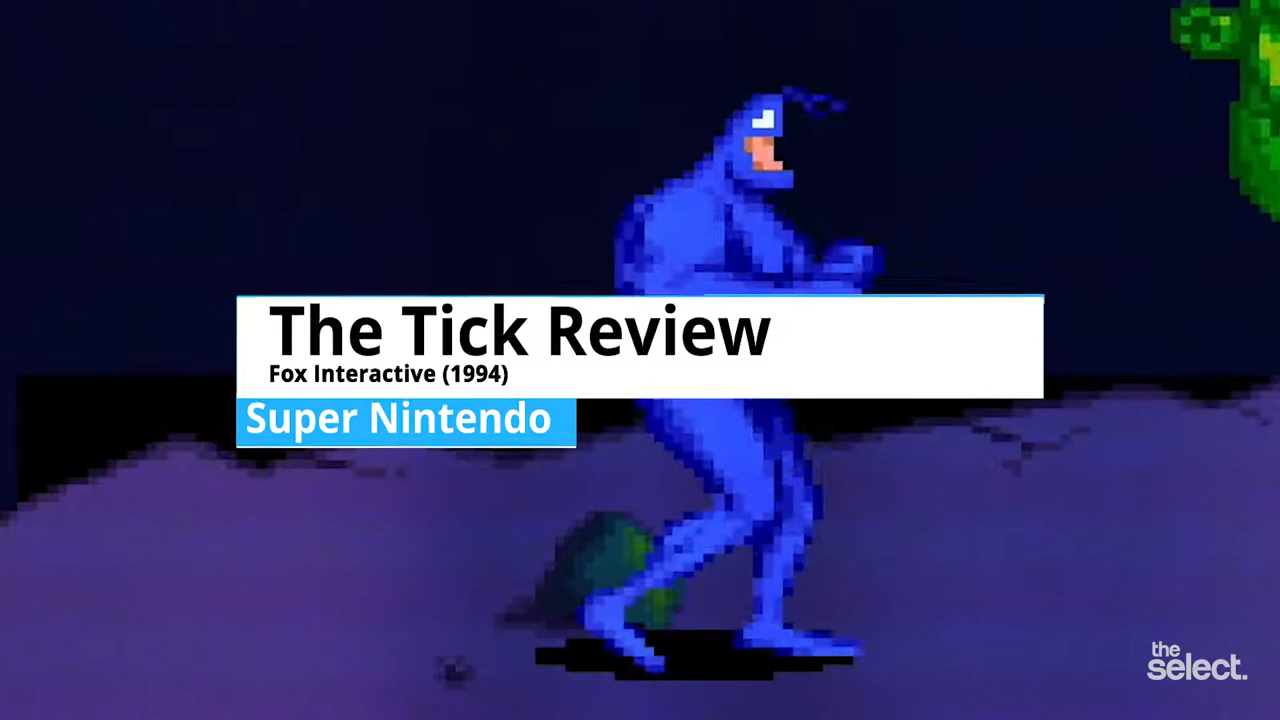 The Tick Review
Fox Interactive (1994)
Super Nintendo
the
select.